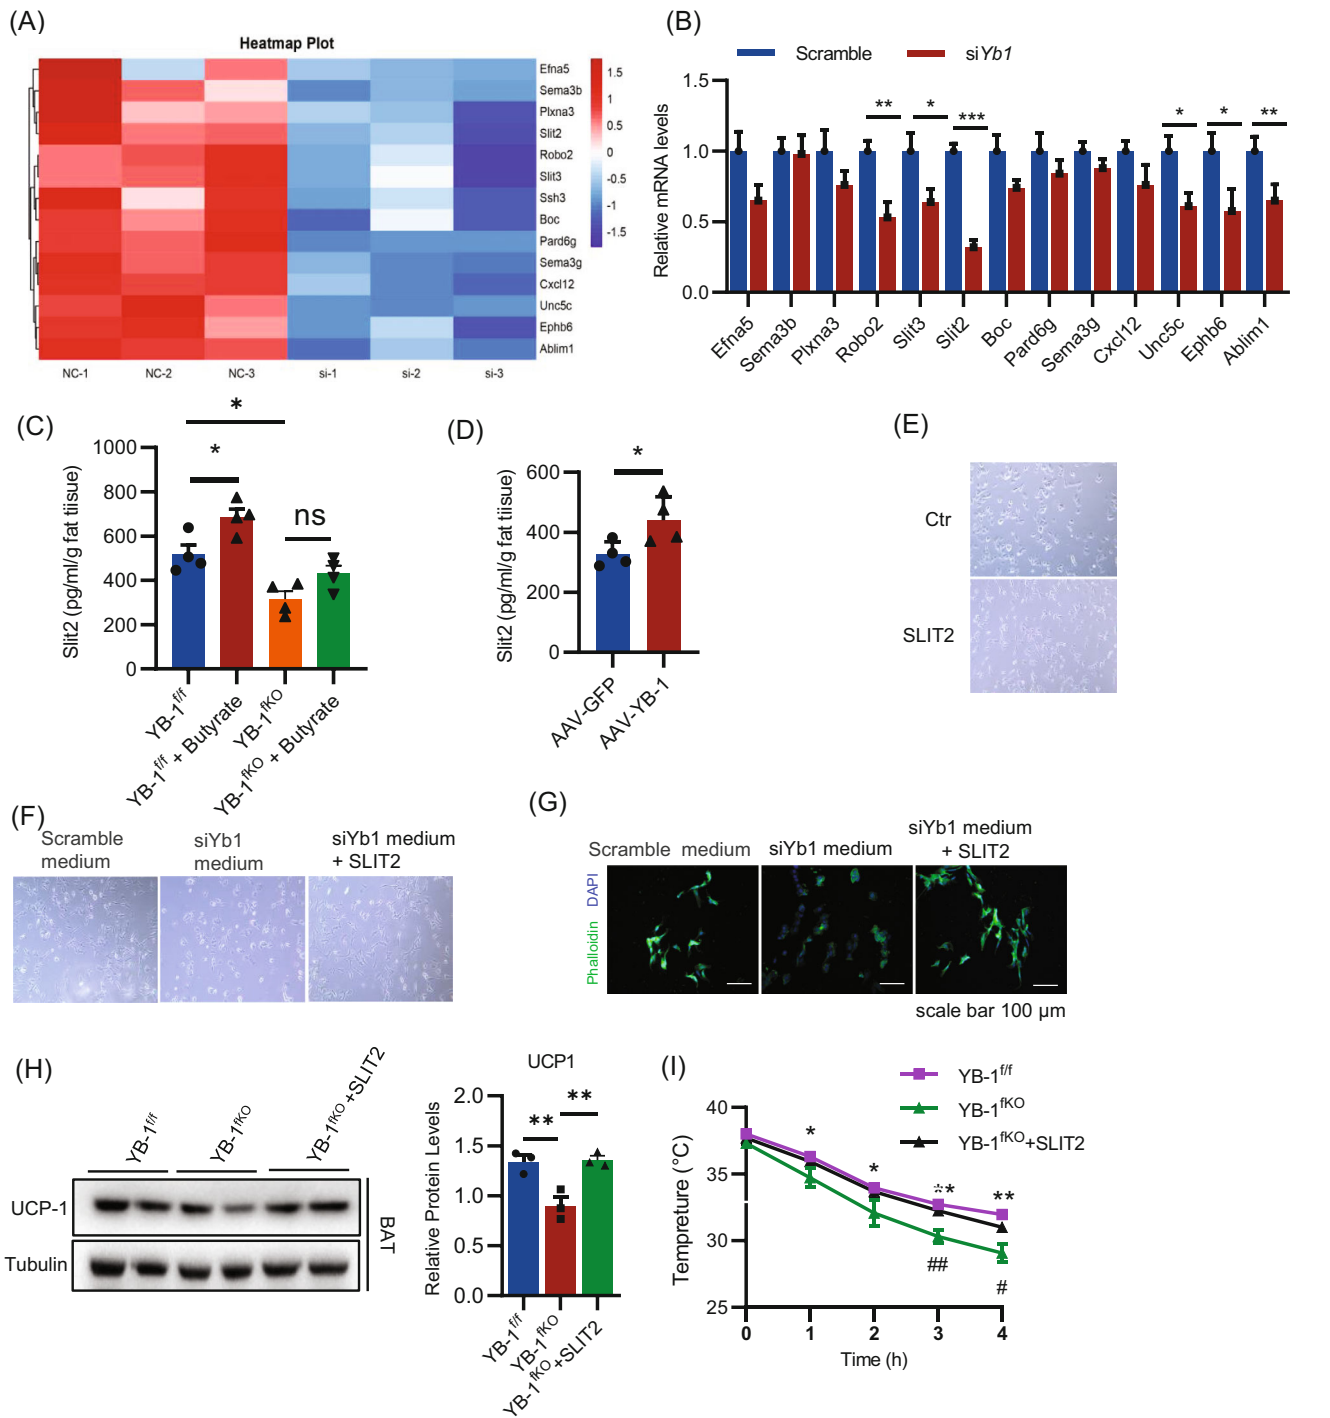 (A)
Heatmap Plot
Efna5
Sema3b
Plxna3
Slit2
Robo2
Slit3
Ssh3
Boc
Pard6g
Sema3g
Cxcl12
Unc5c
Ephb6
Ablim1
1.5
1
0.5
0
-0.5
-1
-1.5
NC-1 NC-2 NC-3 si-1 si-2 si-3
(B)
Scramble siYb1
Relative mRNA levels
1.5
1.0
0.5
0.0
** * *** * * **
Efna5 Sema3b Plxna3 Robo2 Slit3 Slit2 Boc Pard6g Sema3g Cxcl12 Unc5c Ephb6 Ablim1
(C)
Slit2 (pg/ml/g fat tiisue)
1000
800
600
400
200
0
*
*
ns
YB-1f/f
YB-1f/f + Butyrate
YB-1fKO
YB-1fKO + Butyrate
(D)
Slit2 (pg/ml/g fat tiisue)
600
400
200
0
*
AAV-GFP
AAV-YB-1
(E)
Ctr
SLIT2
(F)
Scramble
medium
siYb1
medium
siYb1 medium
+ SLIT2
(G)
Scramble medium
siYb1 medium
siYb1 medium
+ SLIT2
Phalloidin DAPI
scale bar 100 μm
(H)
YB-1f/f
YB-1fKO
YB-1fKO+SLIT2
UCP-1
Tubulin
BAT
UCP1
Relative Protein Levels
2.0
1.5
1.0
0.5
0.0
** **
YB-1f/f
YB-1fKO
YB-1fKO+SLIT2
(I)
YB-1f/f
YB-1fKO
YB-1fKO+SLIT2
Tempreture (°C)
40
35
30
25
* * ** **
## #
0 1 2 3 4
Time (h)